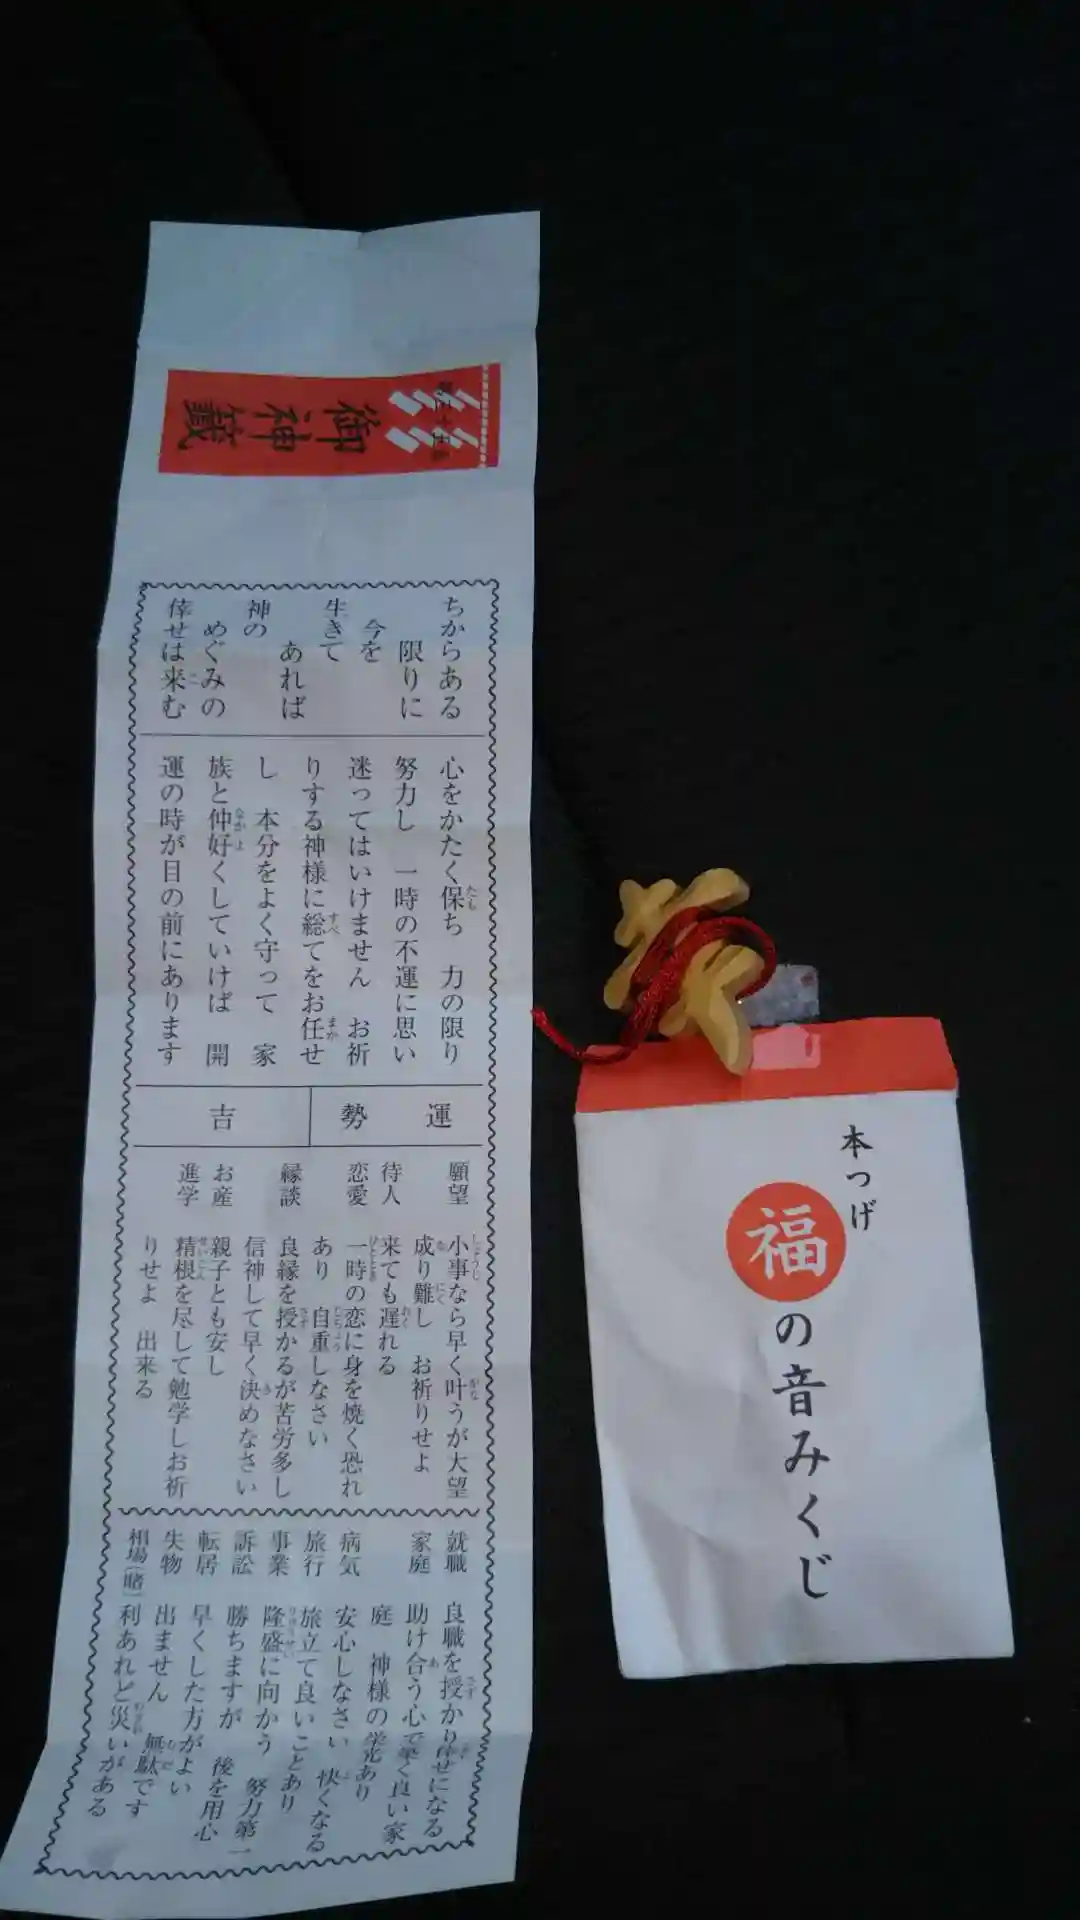 御神籤
ちからある
限りに
今を
生きて
あれば
神の
めぐみの
倖せは来む
心をかたく保ち 力の限り
努力し 一時の不運に思い
迷ってはいけません お祈
りする神様に総てをお任せ
し 本分をよく守って 家
族と仲好くしていけば 開
運の時が目の前にあります
運勢
吉
願望 小事なら早く叶うが大望
成り難し お祈りせよ
待人 来ても遅れる
恋愛 一時の恋に身を焼く恐れ
あり 自重しなさい
縁談 良縁を授かるが苦労多し
信神して早く決めなさい
お産 親子とも安し
進学 精根を尽して勉学しお祈
りせよ 出来る
就職 良職を授かり倖せになる
家庭 助け合う心で築く良い家
庭 神様の栄光あり
病気 安心しなさい 快くなる
旅行 旅立て良いことあり
事業 隆盛に向かう 努力第一
訴訟 勝ちますが 後を用心
転居 早くした方がよい
失物 出ません 無駄です
相場(賭) 利あれど災いがある
本つげ
福の音みくじ